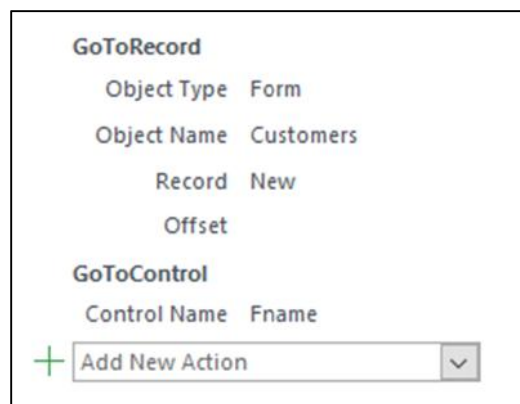 GoToRecord
Object Type Form
Object Name Customers
Record New
Offset
GoToControl
Control Name Fname
Add New Action